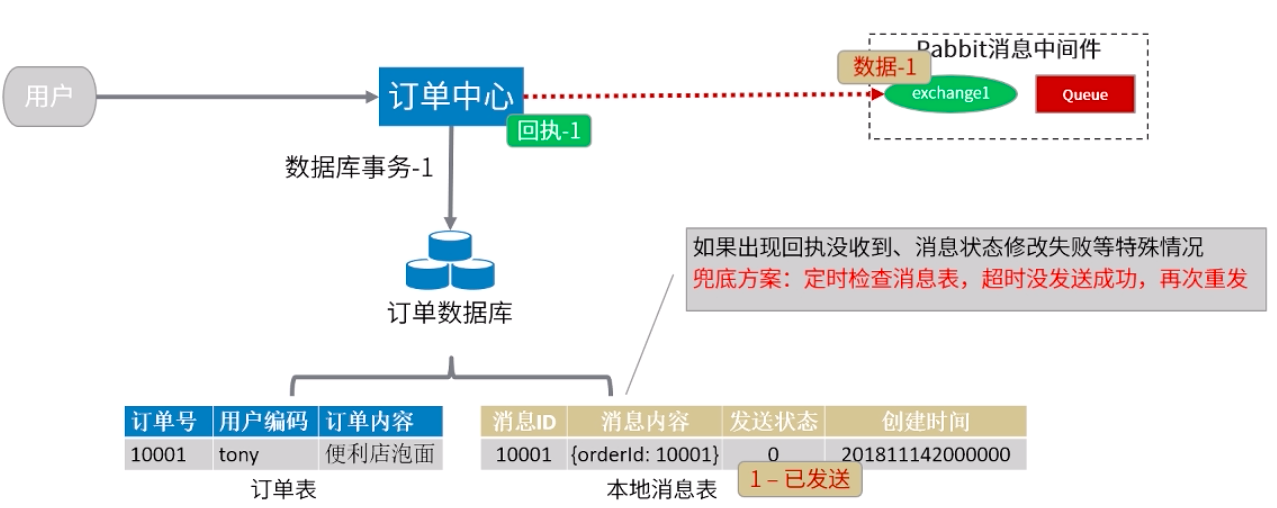 Rabbit消息中间件
数据-1
用户
订单中心
exchange1
Queue
回执-1
数据库事务-1
如果出现回执没收到、消息状态修改失败等特殊情况
兜底方案：定时检查消息表，超时没发送成功，再次重发
订单数据库
订单号 用户编码 订单内容
10001 tony 便利店泡面
订单表
消息ID 消息内容 发送状态 创建时间
10001 {orderId: 10001} 0 201811142000000
1 – 已发送
本地消息表